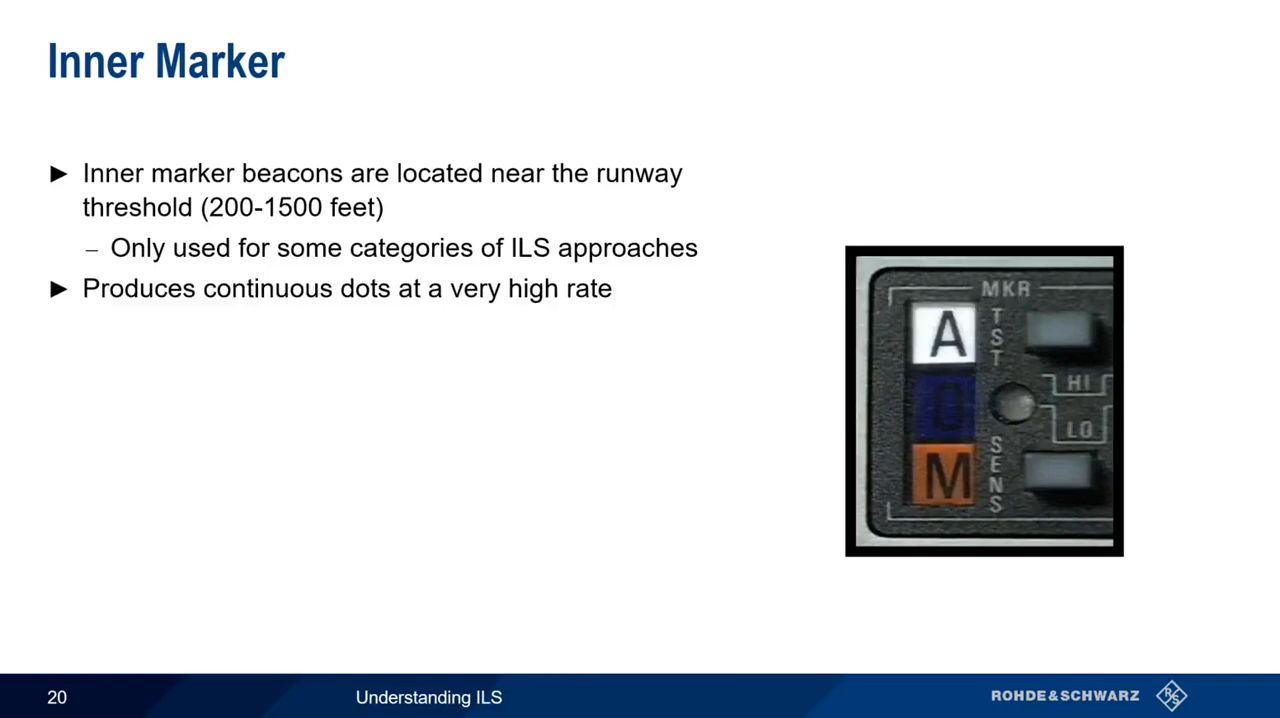 Inner Marker
► Inner marker beacons are located near the runway
threshold (200-1500 feet)
– Only used for some categories of ILS approaches
► Produces continuous dots at a very high rate
MKR
A
O
M
TST
HI
LO
SENS
20
Understanding ILS
ROHDE&SCHWARZ
R/S